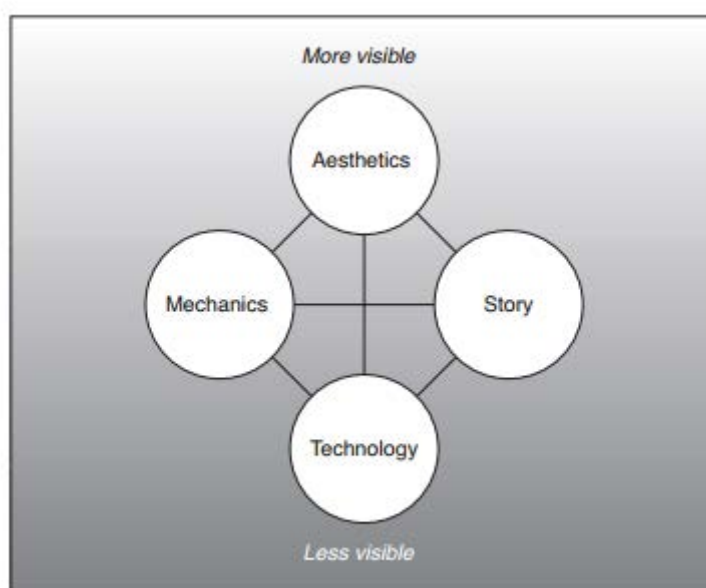 More visible
Aesthetics
Mechanics
Story
Technology
Less visible